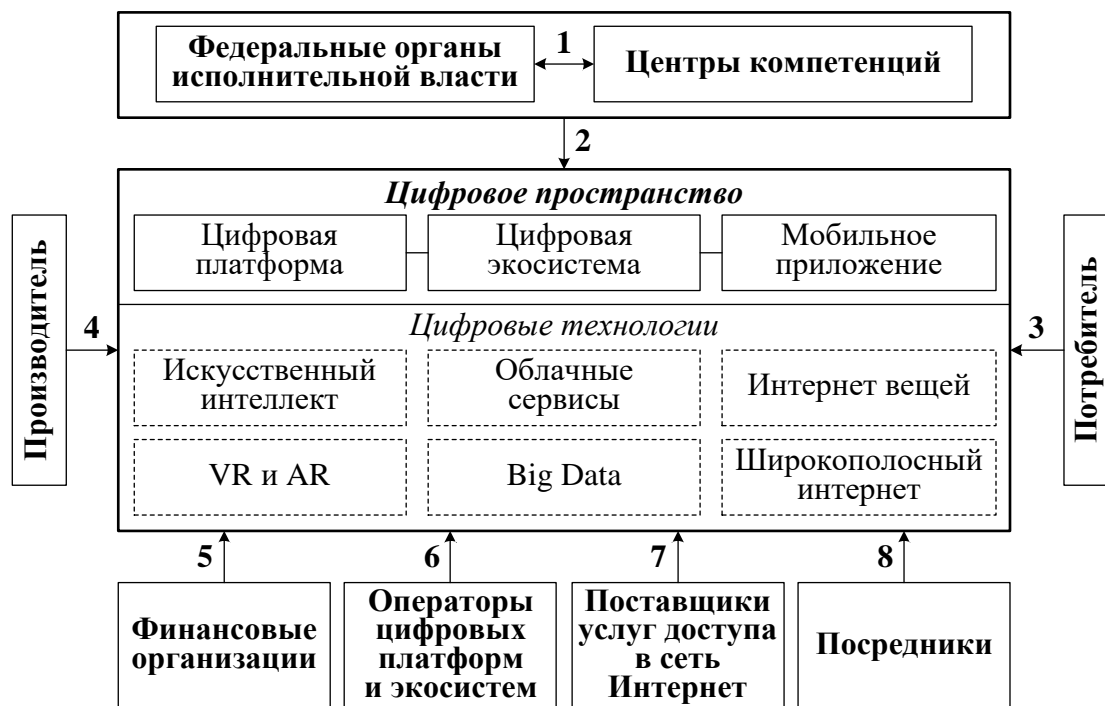 Федеральные органы
исполнительной власти
1
Центры компетенций
2
Цифровое пространство
Цифровая
платформа
Цифровая
экосистема
Мобильное
приложение
Производитель
4
Цифровые технологии
3
Потребитель
Искусственный
интеллект
Облачные
сервисы
Интернет вещей
VR и AR
Big Data
Широкополосный
интернет
5
6
7
8
Финансовые
организации
Операторы
цифровых
платформ
и экосистем
Поставщики
услуг доступа
в сеть
Интернет
Посредники